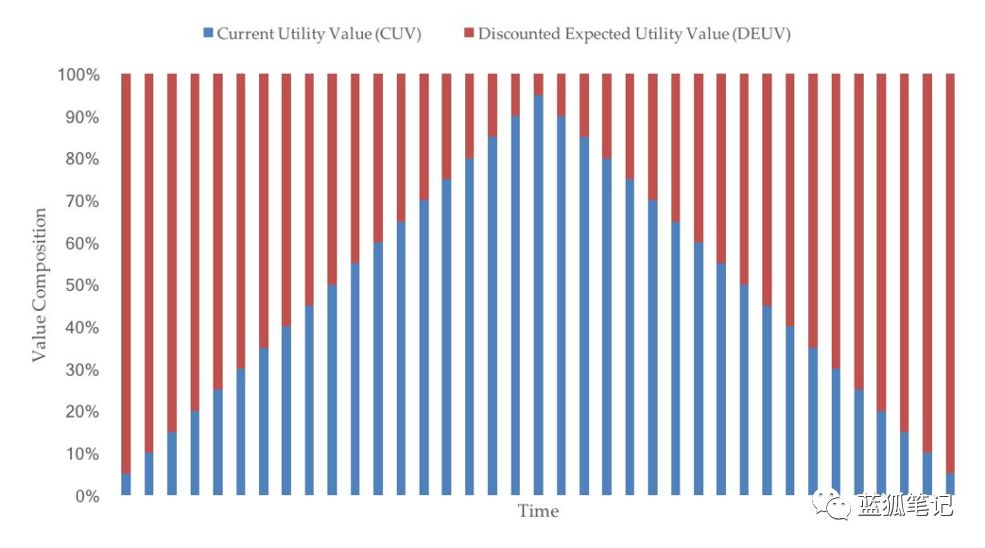 Current Utility Value (CUV)
Discounted Expected Utility Value (DEUV)
100%
90%
80%
70%
60%
50%
40%
30%
20%
10%
0%
Value Composition
Time
蓝狐笔记